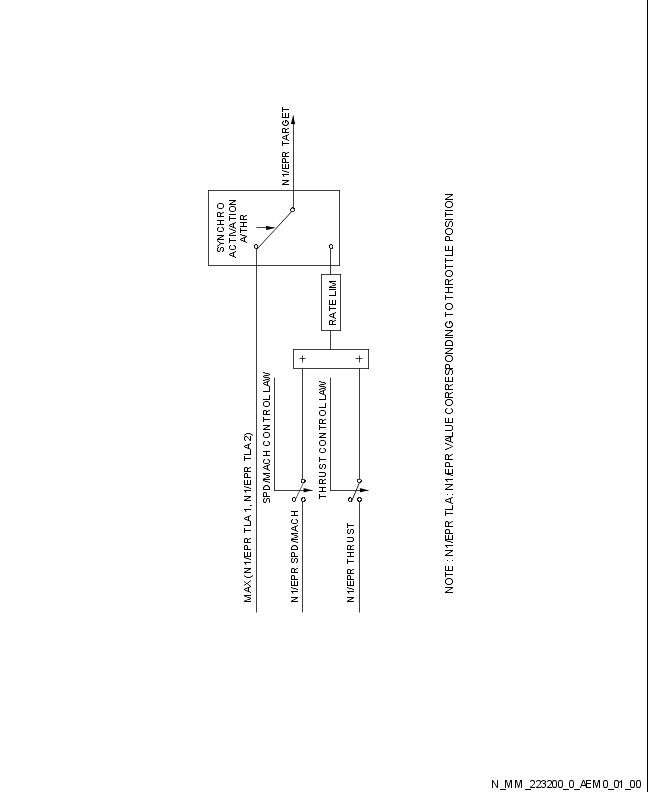 N1/EPR TARGET
SYNCHRO
ACTIVATION
A/THR
RATE LIM
+
+
MAX (N1/EPR TLA 1, N1/EPR TLA 2)
SPD/MACH CONTROL LAW
N1/EPR SPD/MACH
THRUST CONTROL LAW
N1/EPR THRUST
NOTE : N1/EPR TLA : N1/EPR VALUE CORRESPONDING TO THROTTLE POSITION
N_MM_223200_0_AEM0_01_00